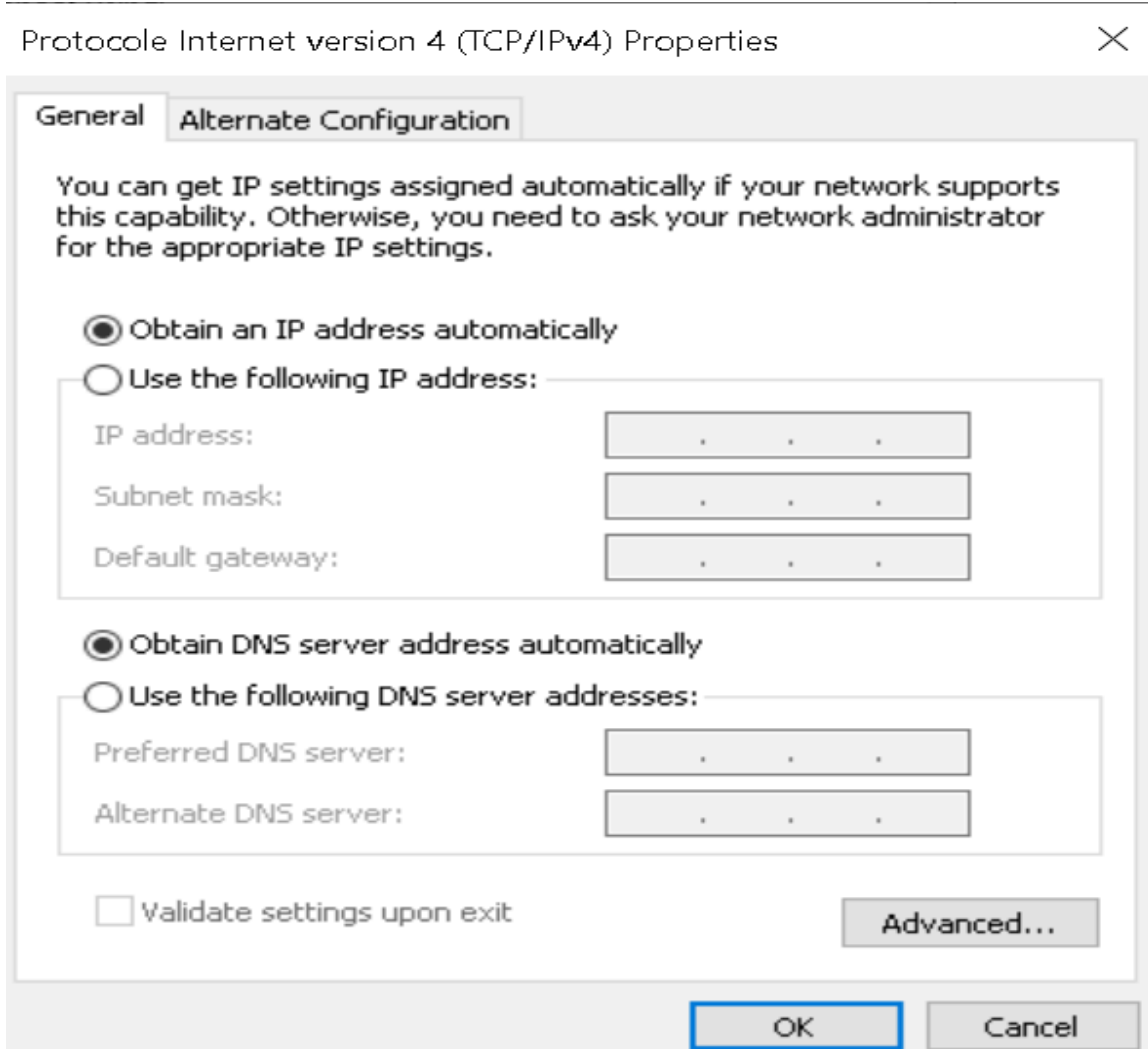 Protocole Internet version 4 (TCP/IPv4) Properties
General
Alternate Configuration
You can get IP settings assigned automatically if your network supports
this capability. Otherwise, you need to ask your network administrator
for the appropriate IP settings.
Obtain an IP address automatically
Use the following IP address:
IP address:
Subnet mask:
Default gateway:
Obtain DNS server address automatically
Use the following DNS server addresses:
Preferred DNS server:
Alternate DNS server:
Validate settings upon exit
Advanced...
OK
Cancel